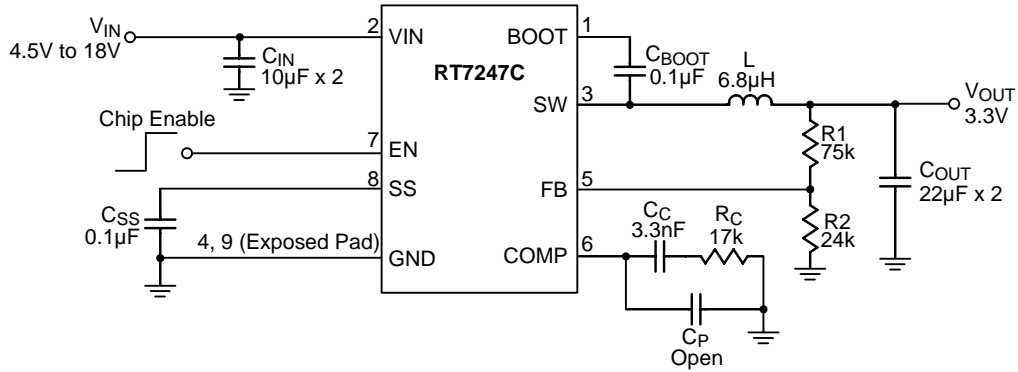 VIN
4.5V to 18V
CIN
10µF x 2
2
VIN
RT7247C
BOOT
1
CBOOT
0.1µF
L
6.8µH
SW
3
VOUT
3.3V
Chip Enable
7
EN
R1
75k
8
SS
FB
5
COUT
22µF x 2
CSS
0.1µF
R2
24k
4, 9 (Exposed Pad)
GND
COMP
6
CC
3.3nF
RC
17k
CP
Open